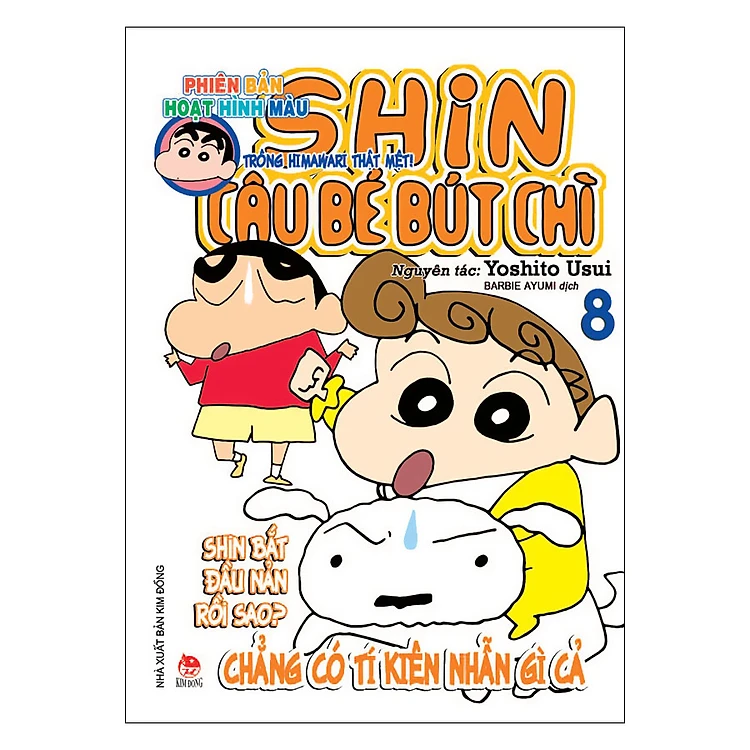 PHIÊN BẢN
HOẠT HÌNH MÀU
SHiN
TRÔNG HIMAWARI THẬT MỆT!
CẬU BÉ BÚT CHÌ
Nguyên tác: Yoshito Usui
BARBIE AYUMI dịch
8
SHIN BẮT
ĐẦU NẢN
RỒI SAO?
CHẲNG CÓ TÍ KIÊN NHẪN GÌ CẢ
NHÀ XUẤT BẢN KIM ĐỒNG
KIM ĐỒNG